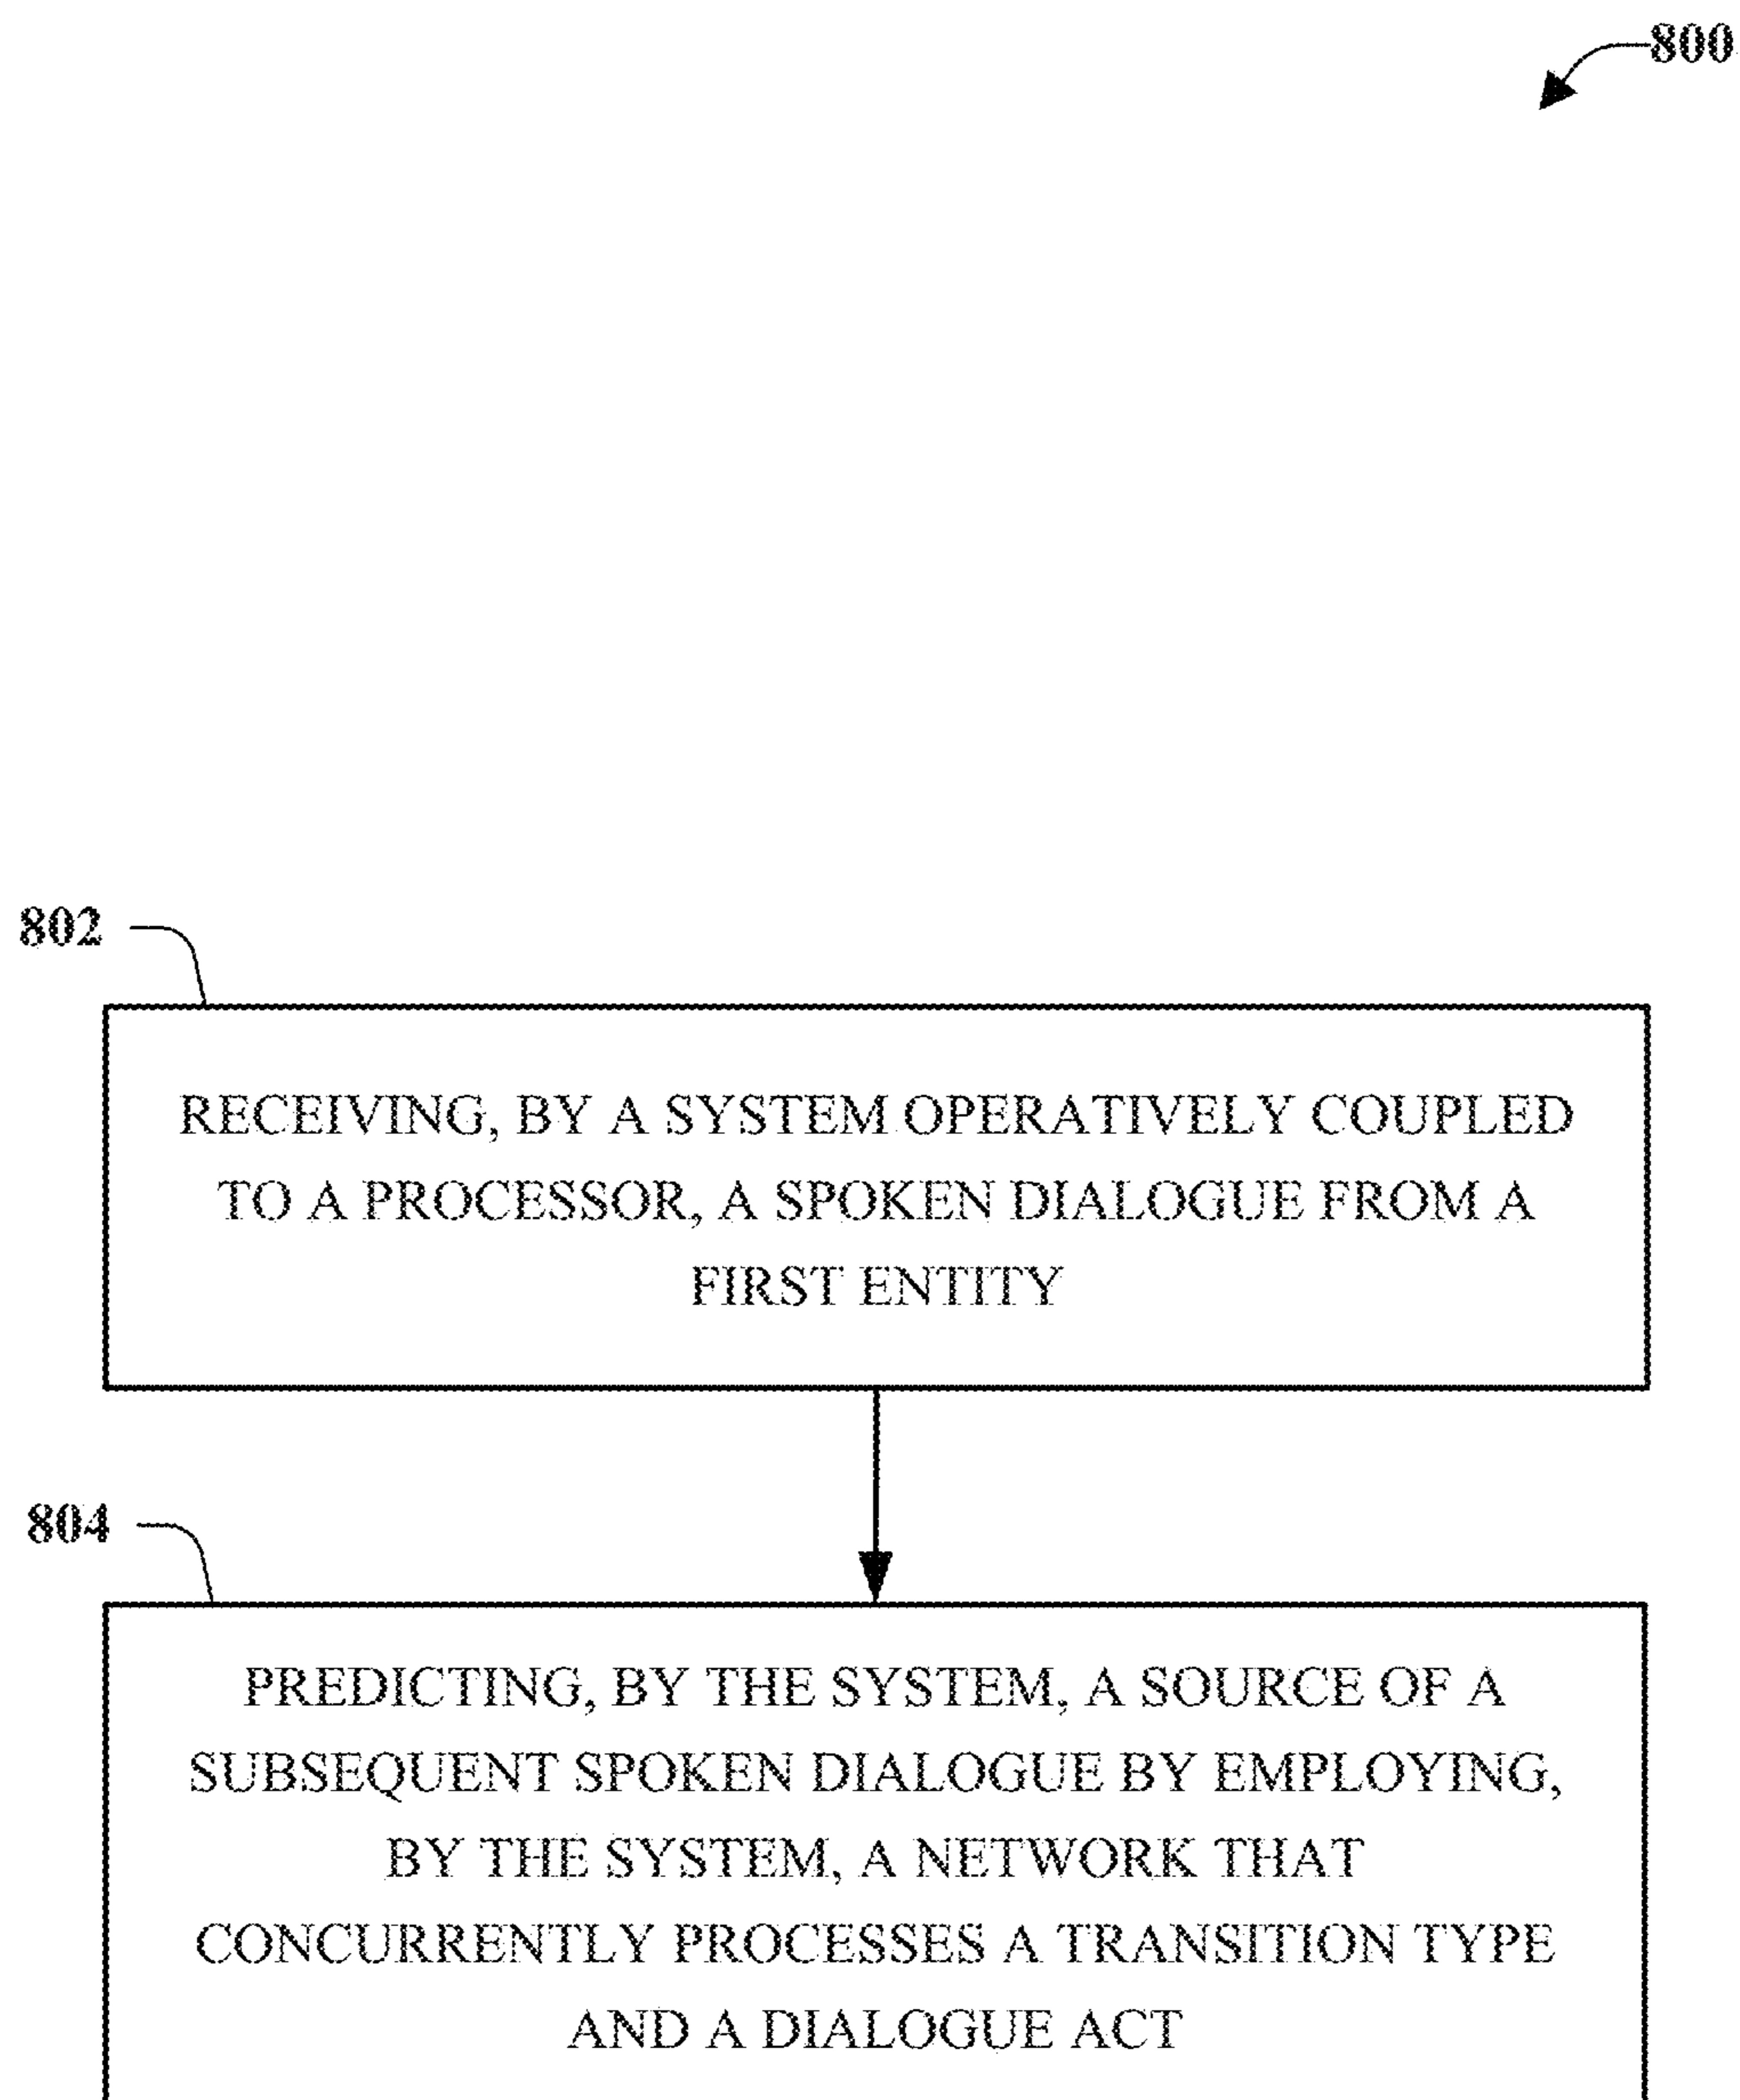 800
802
RECEIVING, BY A SYSTEM OPERATIVELY COUPLED
TO A PROCESSOR, A SPOKEN DIALOGUE FROM A
FIRST ENTITY
804
PREDICTING, BY THE SYSTEM, A SOURCE OF A
SUBSEQUENT SPOKEN DIALOGUE BY EMPLOYING,
BY THE SYSTEM, A NETWORK THAT
CONCURRENTLY PROCESSES A TRANSITION TYPE
AND A DIALOGUE ACT